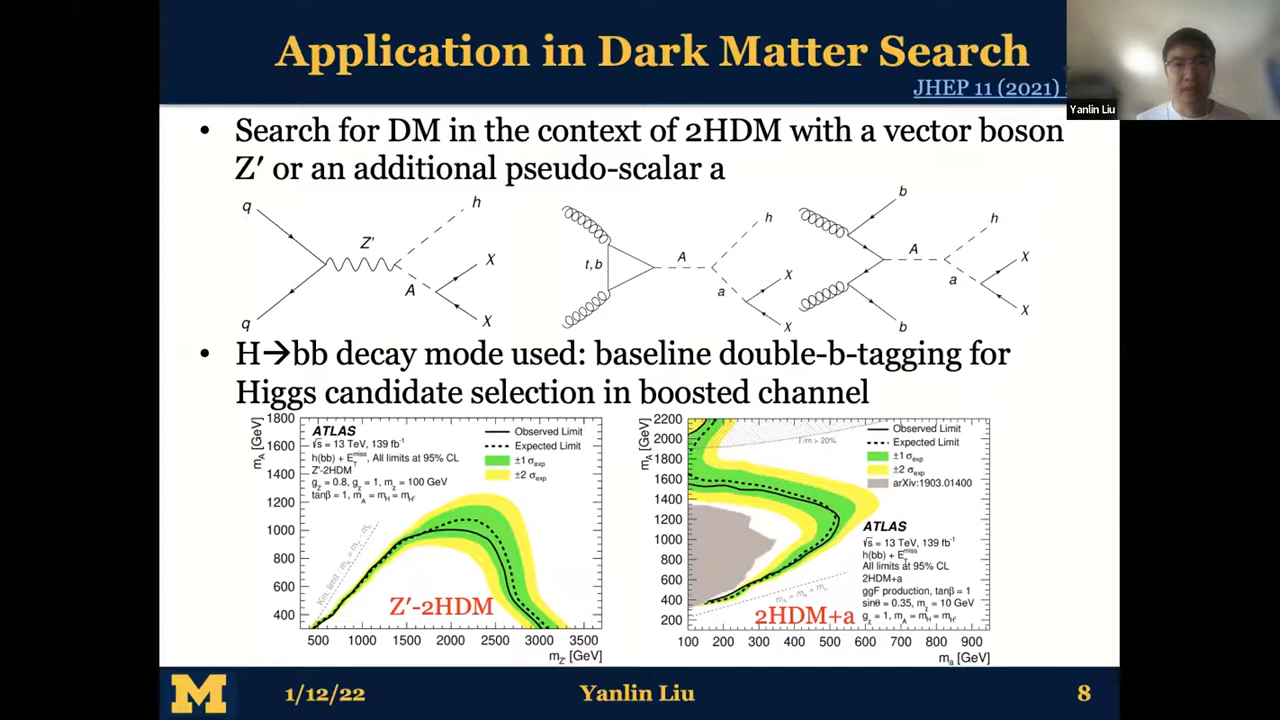 Application in Dark Matter Search
JHEP 11 (2021)
Yanlin Liu
• Search for DM in the context of 2HDM with a vector boson
Z′ or an additional pseudo-scalar a
q
q
Z'
h
A
χ
χ
t,b
A
h
a
χ
χ
b
b
A
h
a
χ
χ
• H→bb decay mode used: baseline double-b-tagging for
Higgs candidate selection in boosted channel
m_A [GeV]
1800
1600
1400
1200
1000
800
600
400
ATLAS
√s = 13 TeV, 139 fb⁻¹
h(bb) + E_T^miss, All limits at 95% CL
Z'-2HDM
g_Z = 0.8, g_χ = 1, m_χ = 100 GeV
tanβ = 1, m_A = m_H = m_H±
Observed Limit
Expected Limit
±1 σ_exp
±2 σ_exp
Z′-2HDM
500 1000 1500 2000 2500 3000 3500
m_Z' [GeV]
m_A [GeV]
2200
2000
1800
1600
1400
1200
1000
800
600
400
200
Observed Limit
Expected Limit
±1 σ_exp
±2 σ_exp
arXiv:1903.01400
ATLAS
√s = 13 TeV, 139 fb⁻¹
h(bb) + E_T^miss
All limits at 95% CL
2HDM+a
ggF production, tanβ = 1
sinθ = 0.35, m_χ = 10 GeV
g_χ = 1, m_A = m_H = m_H±
2HDM+a
100 200 300 400 500 600 700 800 900
m_a [GeV]
M
1/12/22
Yanlin Liu
8